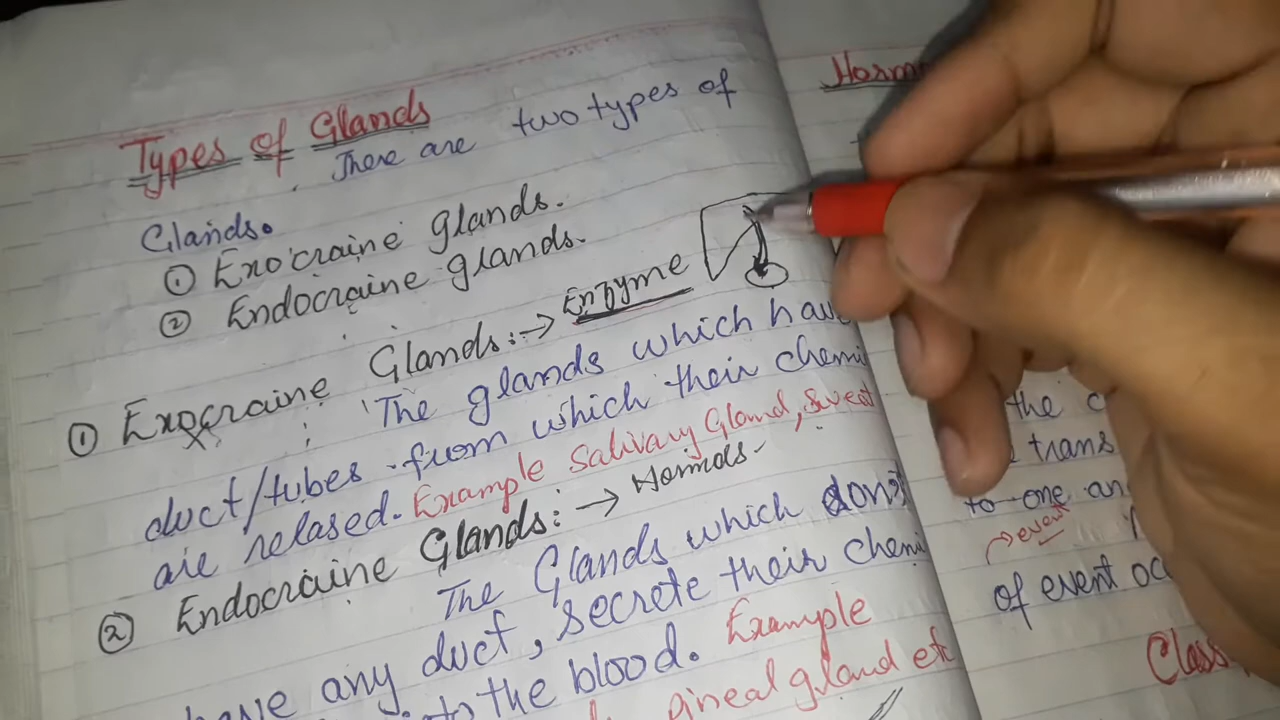 Types of Glands
There are two types of
Glands.
① Exocraine glands.
② Endocraine glands.
① Exocraine Glands:→ Enzyme
The glands which have
duct/tubes from which their chemi
are relased. Example Salivary Gland, sweat
② Endocraine Glands:→ Hormols
The Glands which don't
have any duct, secrete their chemi
to the blood. Example
pineal gland etc
Horm
the c
trans
to one an
→ event
of event oc
Class